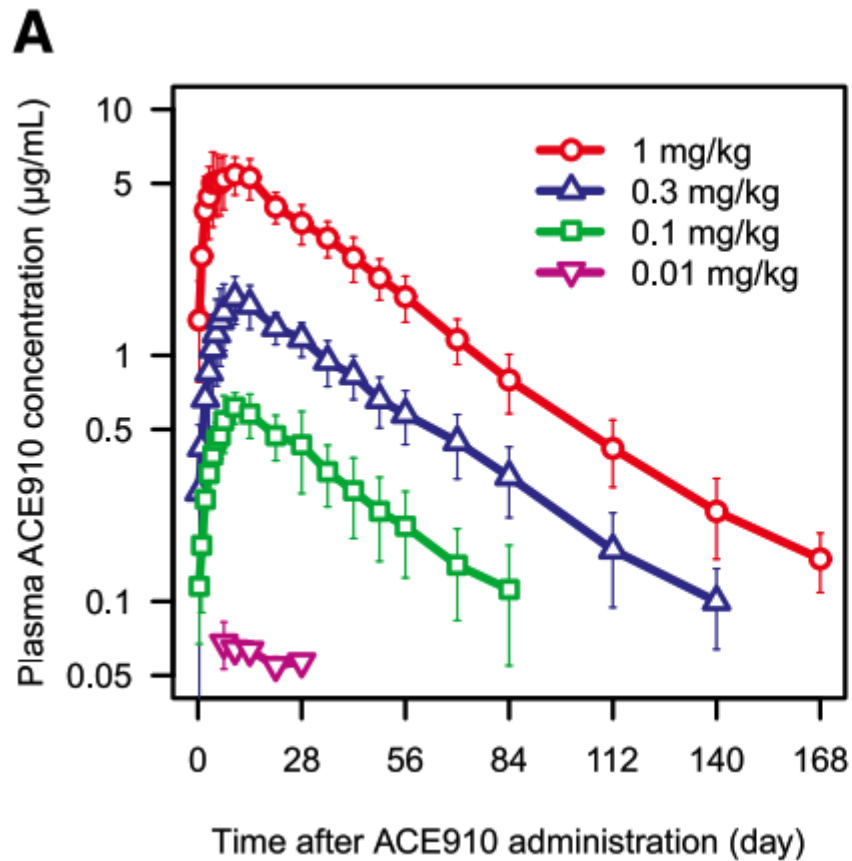 A
Plasma ACE910 concentration (µg/mL)
10
5
1
0.5
0.1
0.05
1 mg/kg
0.3 mg/kg
0.1 mg/kg
0.01 mg/kg
0 28 56 84 112 140 168
Time after ACE910 administration (day)